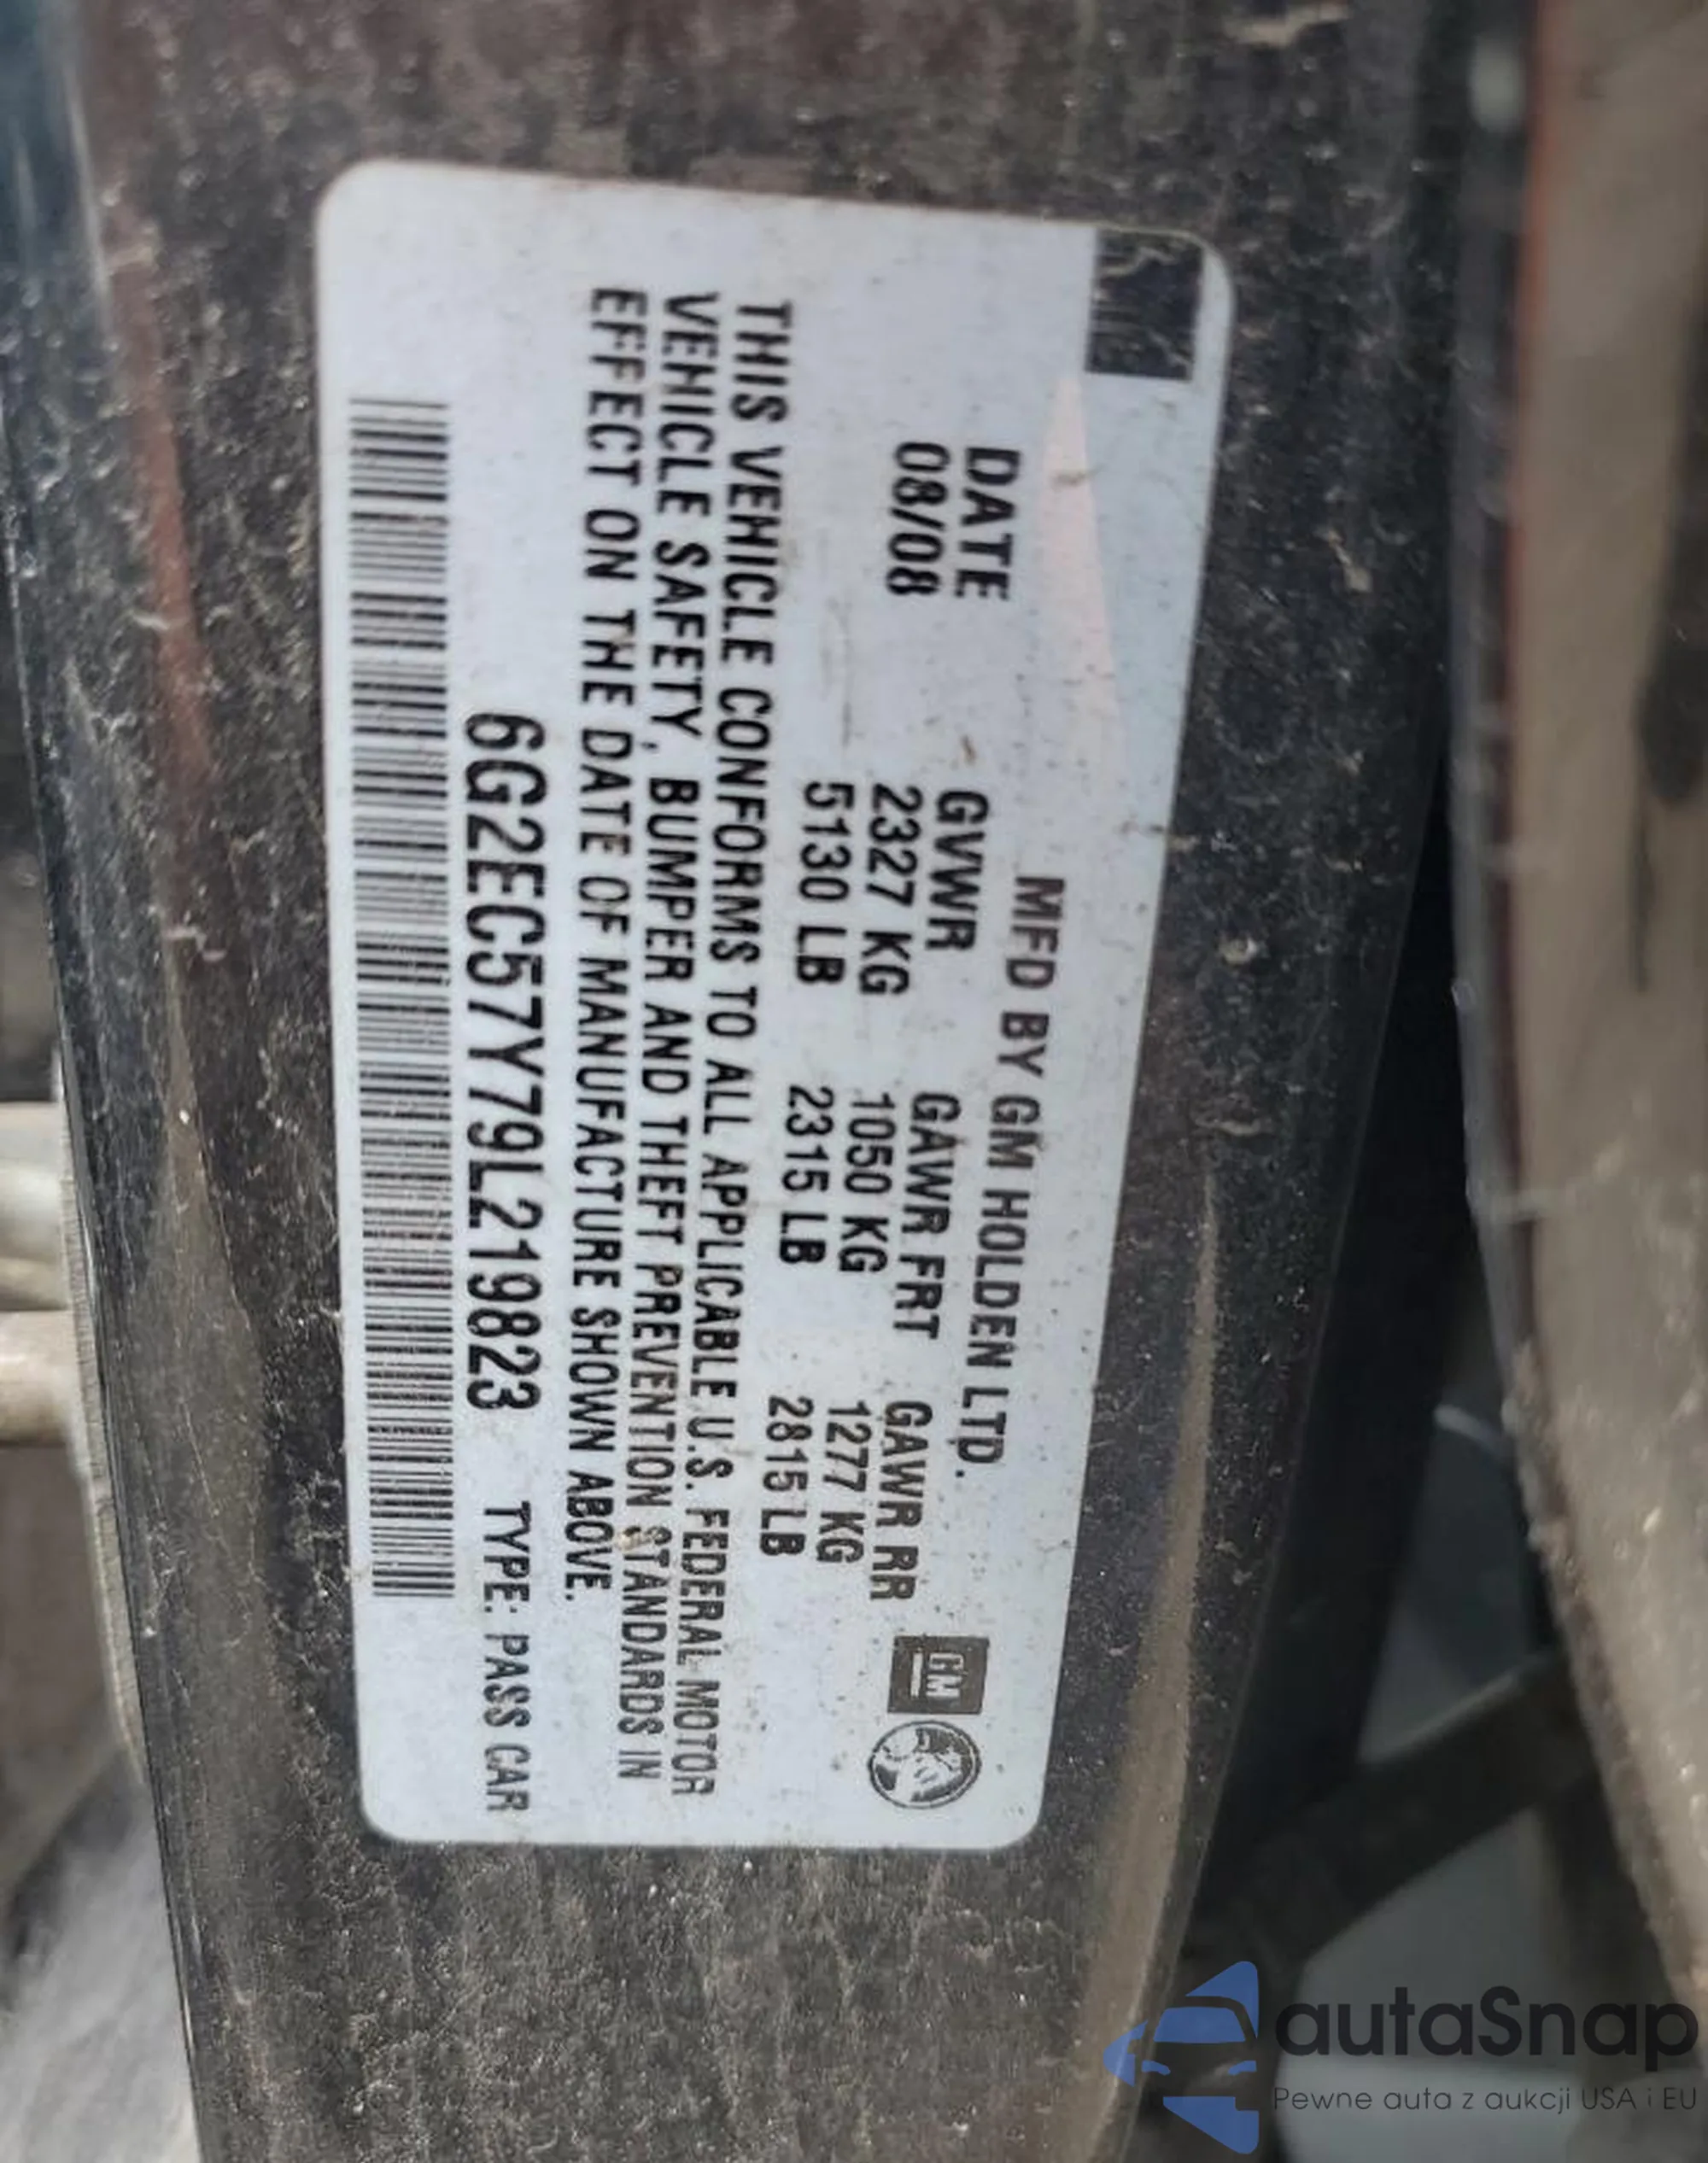 MFD BY GM HOLDEN LTD.
DATE GVWR GAWR FRT GAWR RR
08/08 2327 KG 1050 KG 1277 KG
5130 LB 2315 LB 2815 LB
GM
THIS VEHICLE CONFORMS TO ALL APPLICABLE U.S. FEDERAL MOTOR
VEHICLE SAFETY, BUMPER AND THEFT PREVENTION STANDARDS IN
EFFECT ON THE DATE OF MANUFACTURE SHOWN ABOVE.
6G2EC57Y79L219823 TYPE: PASS CAR
autaSnap
Pewne auta z aukcji USA i EU